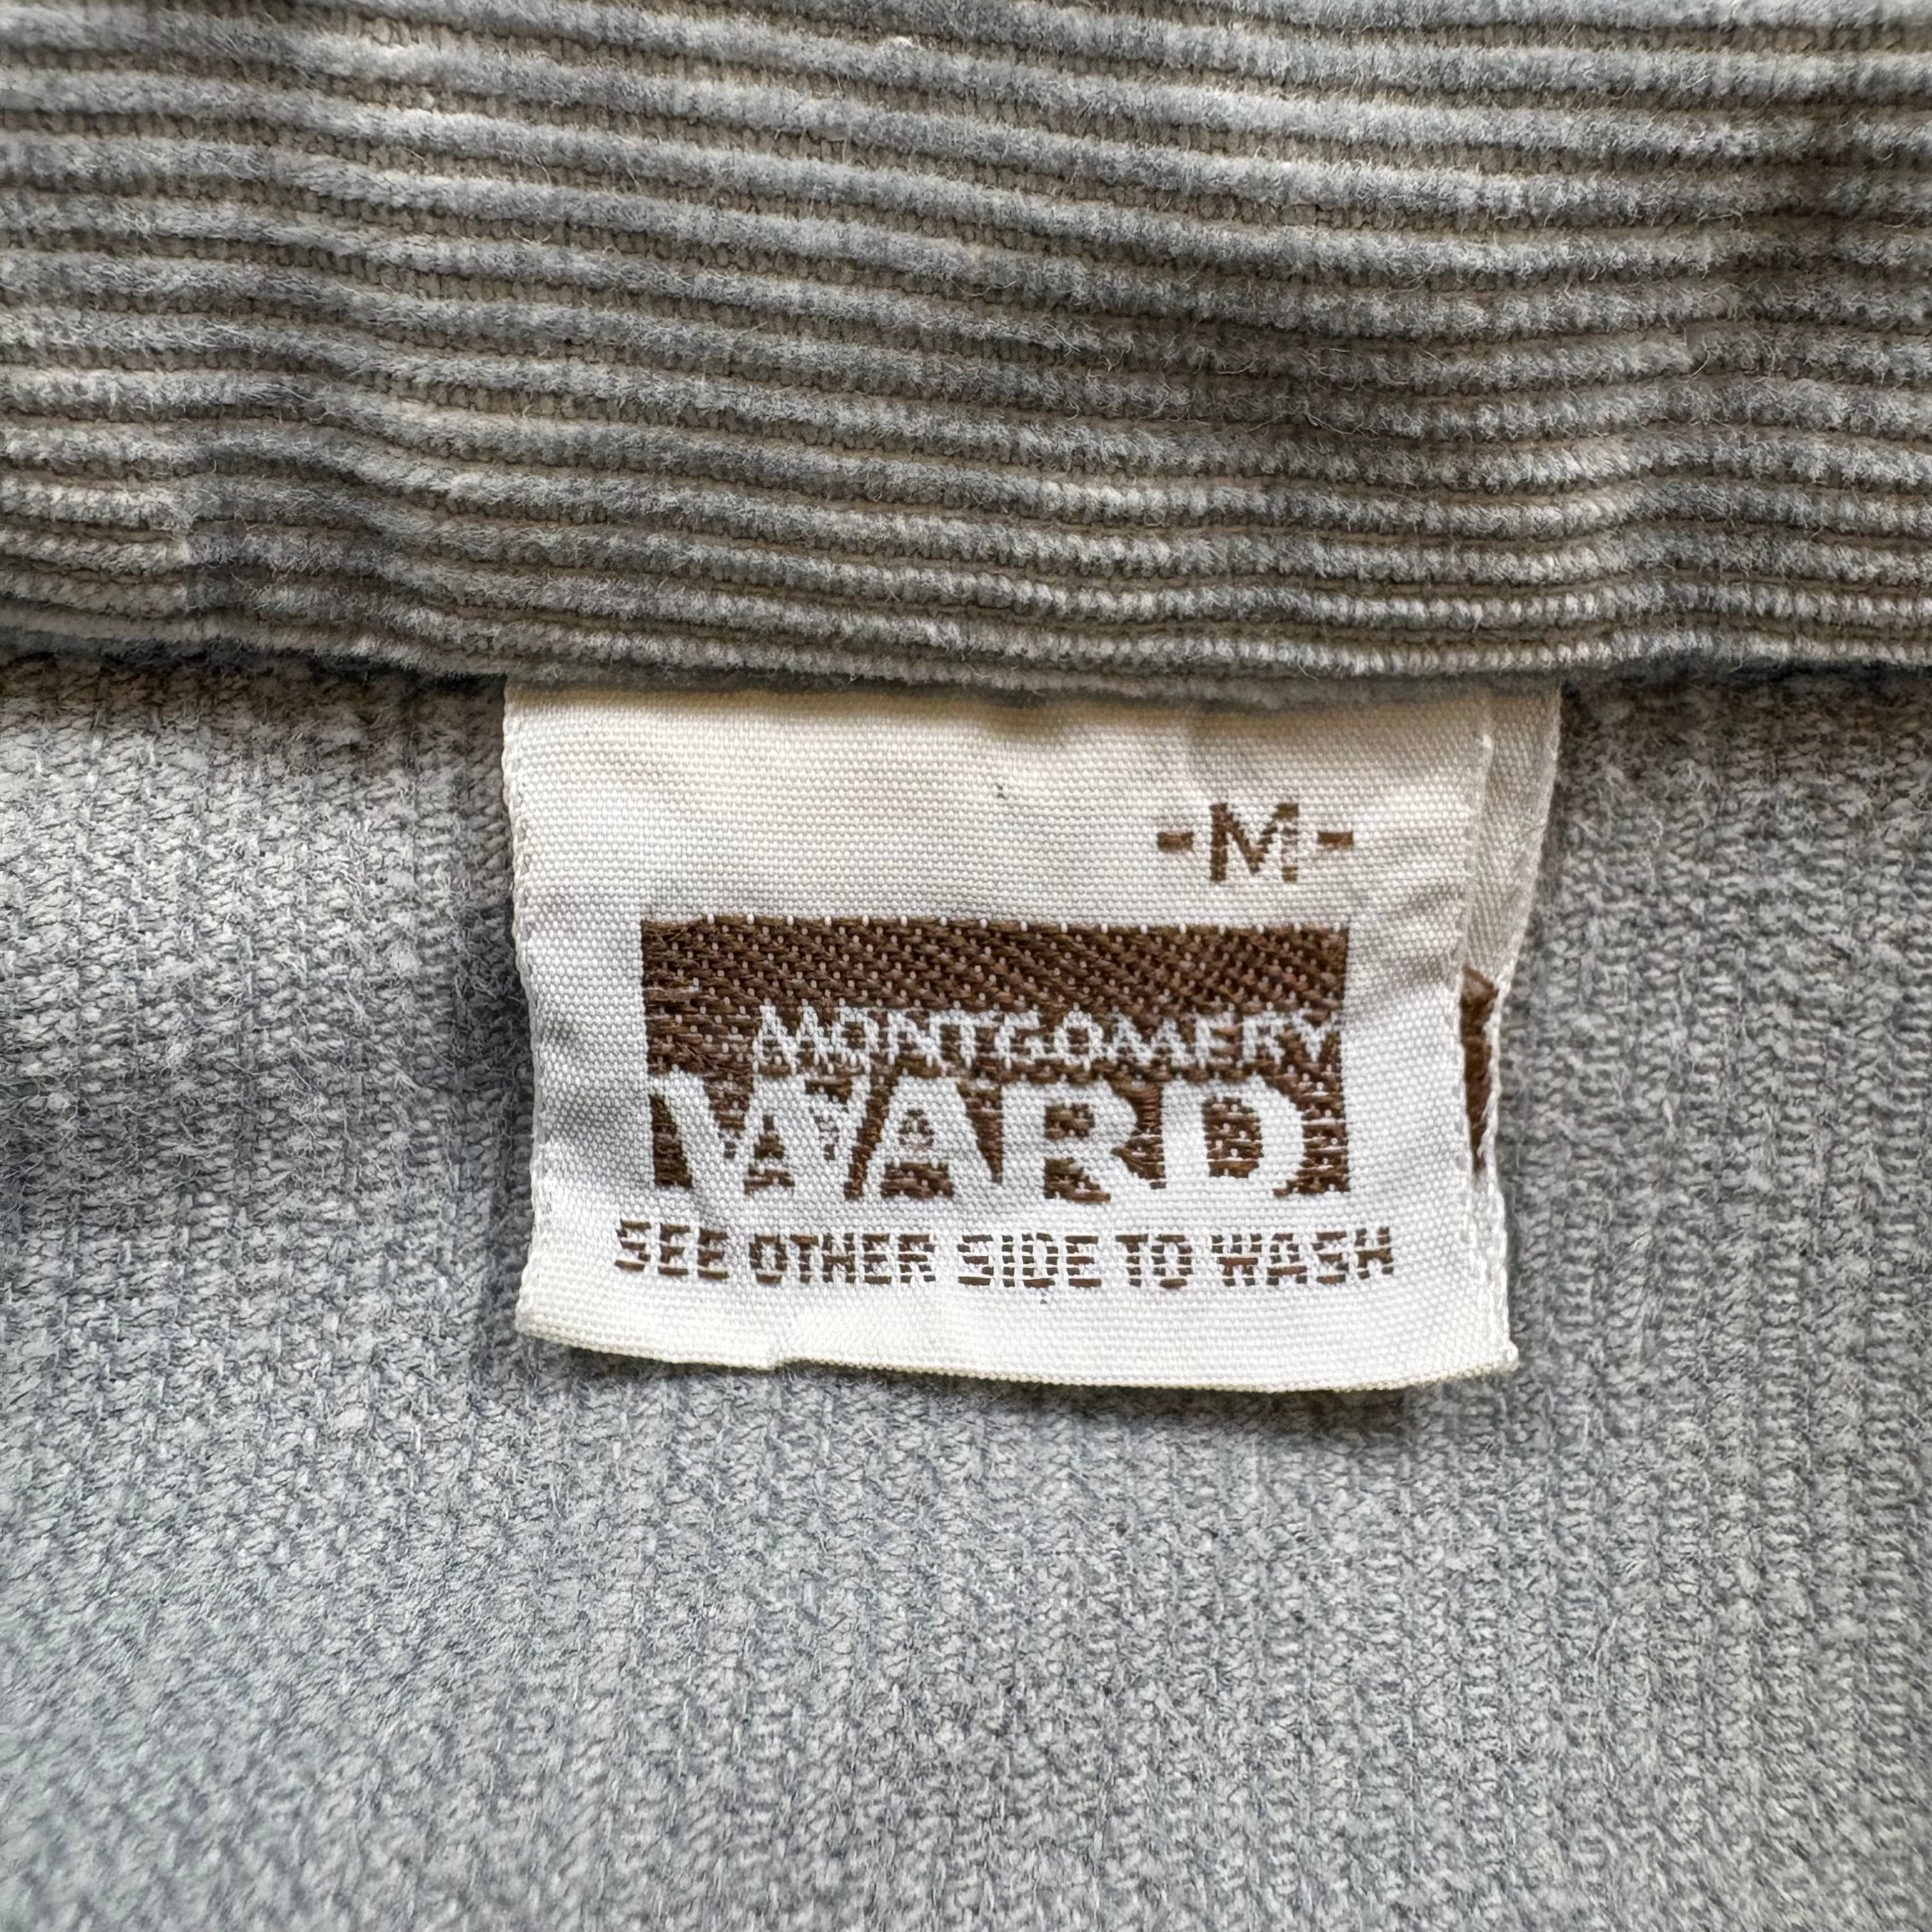 -M-
MONTGOMERY
WARD
SEE OTHER SIDE TO WASH